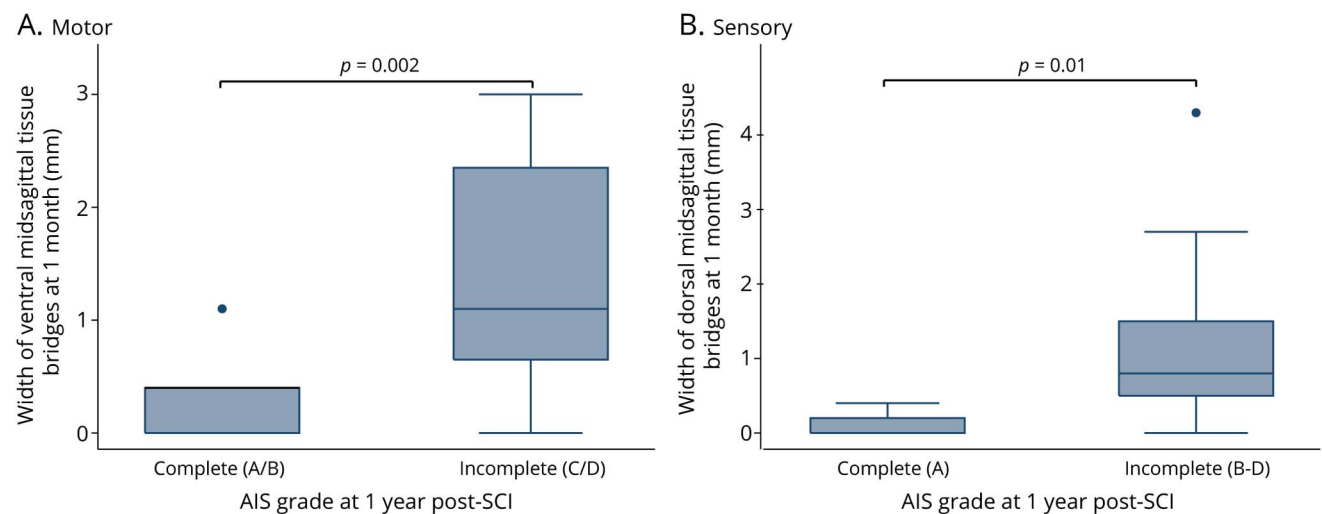 A. Motor
p = 0.002
Width of ventral midsagittal tissue
bridges at 1 month (mm)
3
2
1
0
Complete (A/B)
Incomplete (C/D)
AIS grade at 1 year post-SCI
B. Sensory
p = 0.01
Width of dorsal midsagittal tissue
bridges at 1 month (mm)
4
3
2
1
0
Complete (A)
Incomplete (B-D)
AIS grade at 1 year post-SCI